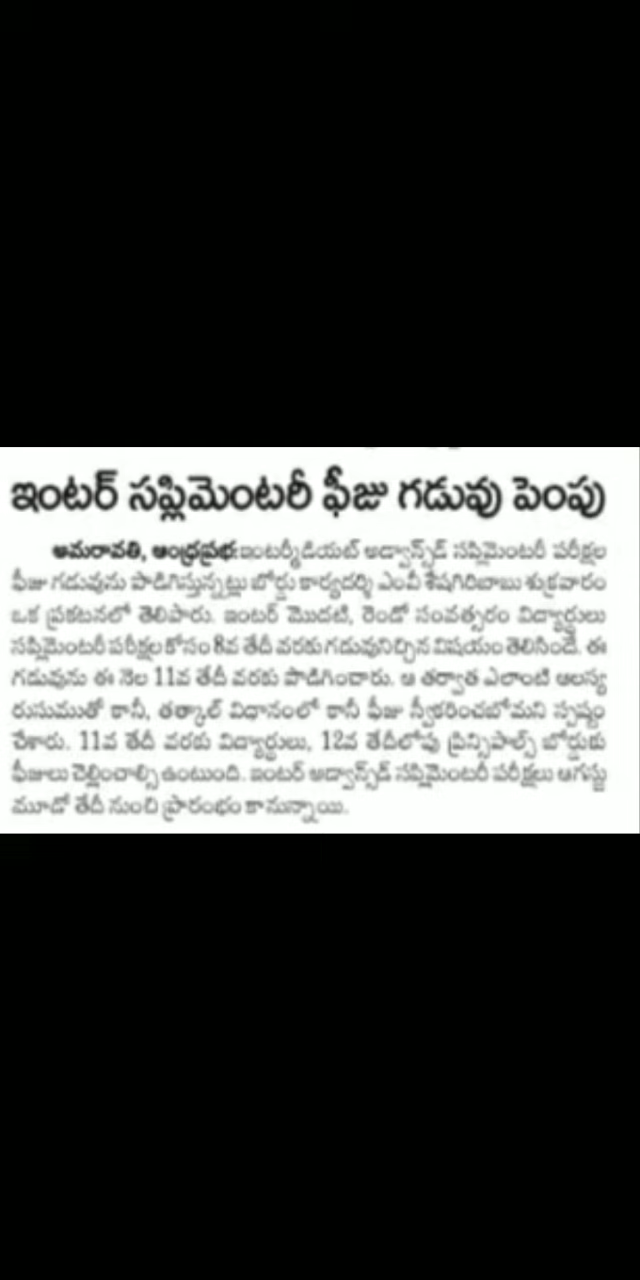 ఇంటర్ సప్లిమెంటరీ ఫీజు గడువు పెంపు
అమరావతి, ఆంధ్రప్రభ:ఇంటర్మీడియట్ అడ్వాన్స్‌డ్ సప్లిమెంటరీ పరీక్షల
ఫీజు గడువును పొడిగిస్తున్నట్లు బోర్డు కార్యదర్శి ఎంవీ శేషగిరిబాబు శుక్రవారం
ఒక ప్రకటనలో తెలిపారు. ఇంటర్ మొదటి, రెండో సంవత్సరం విద్యార్థులు
సప్లిమెంటరీ పరీక్షల కోసం 8వ తేదీ వరకు గడువునిచ్చిన విషయం తెలిసిందే. ఈ
గడువును ఈ నెల 11వ తేదీ వరకు పొడిగించారు. ఆ తర్వాత ఎలాంటి ఆలస్య
రుసుముతో కానీ, తత్కాల్ విధానంలో కానీ ఫీజు స్వీకరించబోమని స్పష్టం
చేశారు. 11వ తేదీ వరకు విద్యార్థులు, 12వ తేదీలోపు ప్రిన్సిపాల్స్ బోర్డుకు
ఫీజులు చెల్లించాల్సి ఉంటుంది. ఇంటర్ అడ్వాన్స్‌డ్ సప్లిమెంటరీ పరీక్షలు ఆగస్టు
మూడో తేదీ నుంచి ప్రారంభం కానున్నాయి.